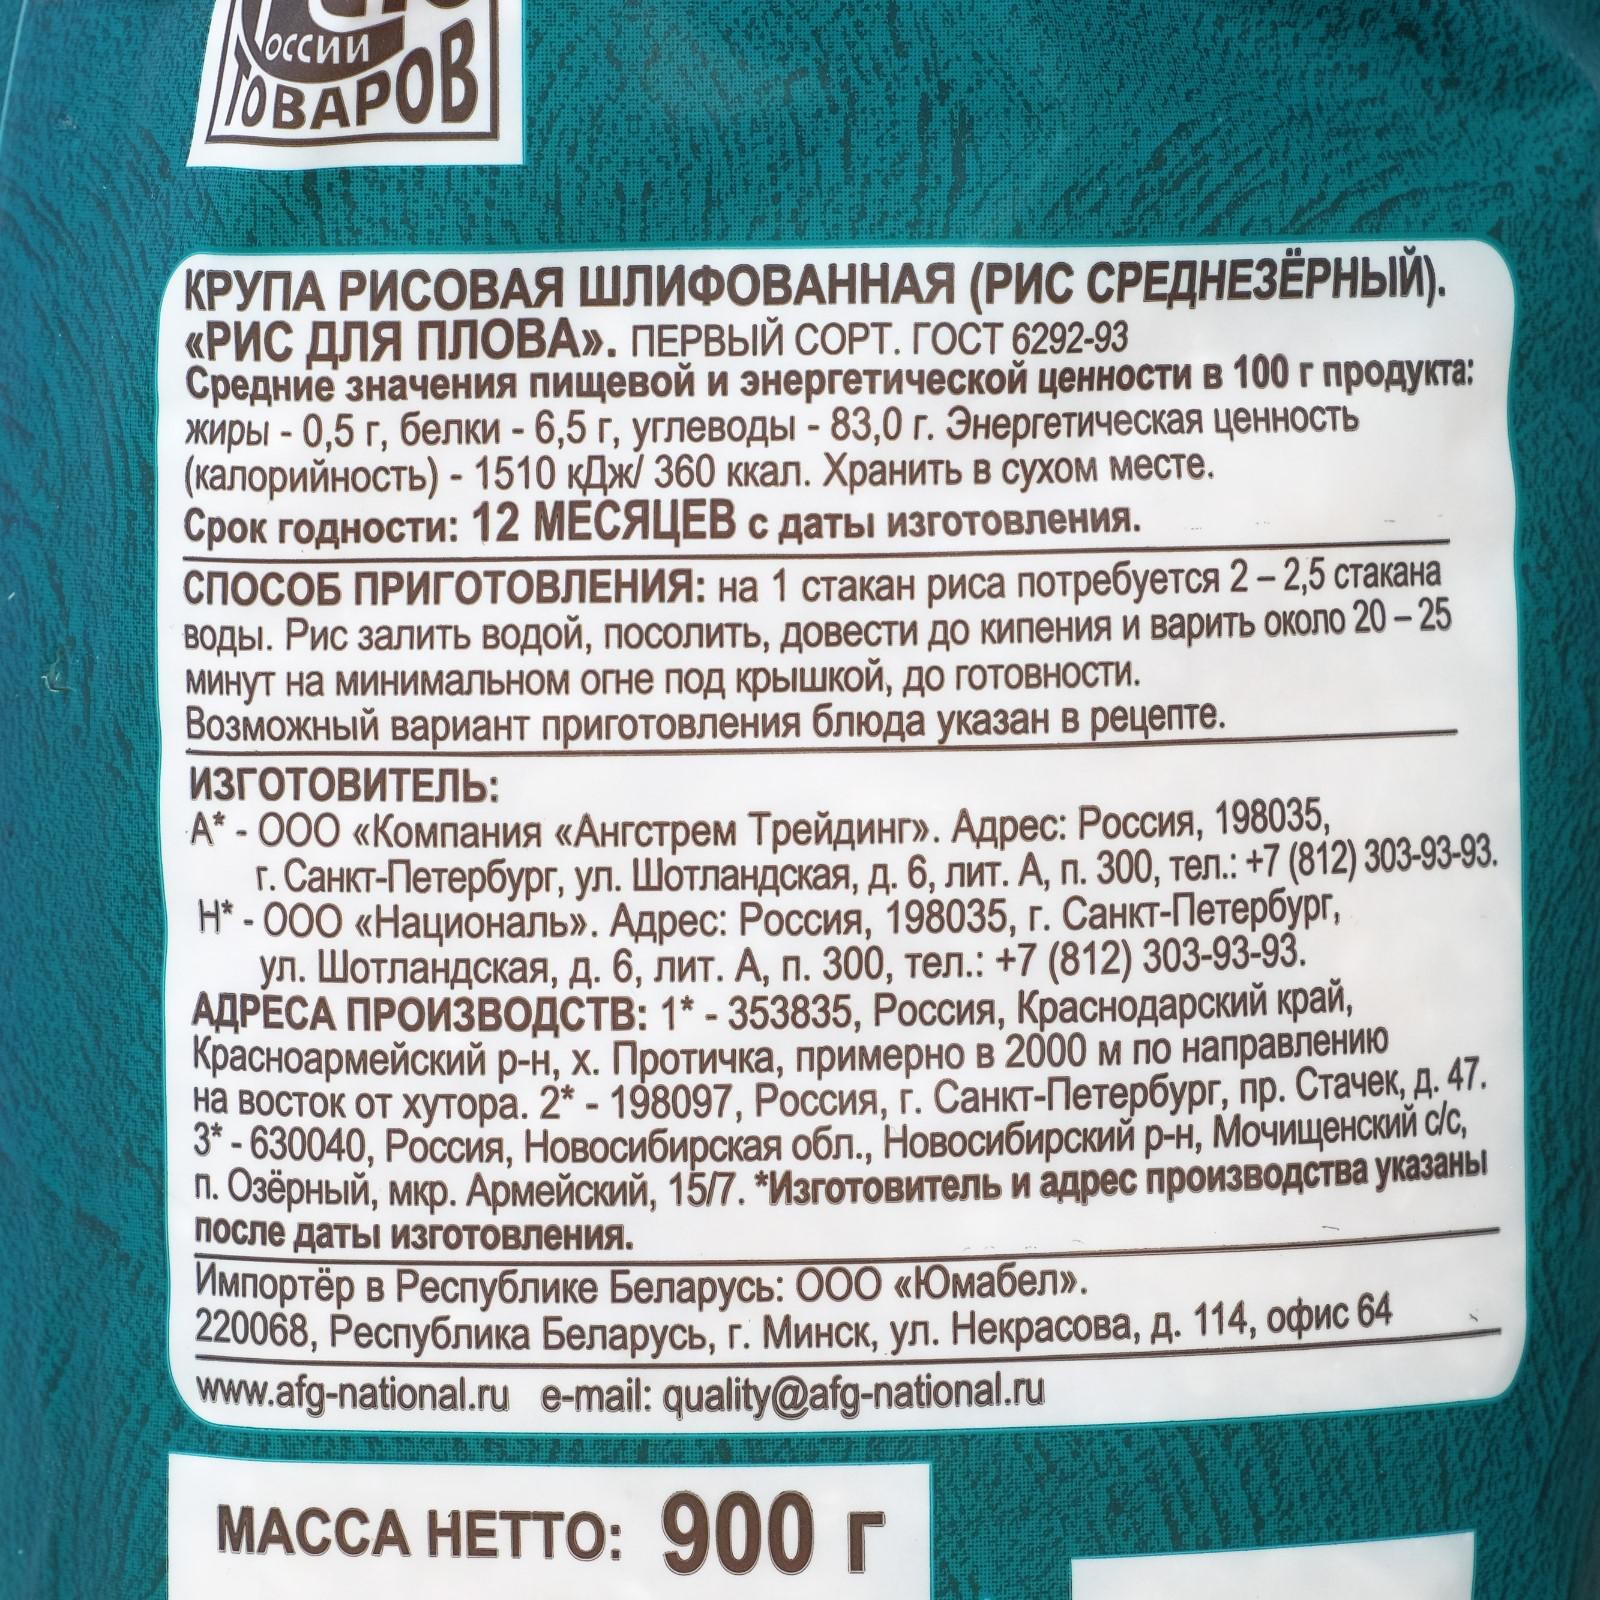 РОССИИ
ТОВАРОВ
КРУПА РИСОВАЯ ШЛИФОВАННАЯ (РИС СРЕДНЕЗЁРНЫЙ).
«РИС ДЛЯ ПЛОВА». ПЕРВЫЙ СОРТ. ГОСТ 6292-93
Средние значения пищевой и энергетической ценности в 100 г продукта:
жиры - 0,5 г, белки - 6,5 г, углеводы - 83,0 г. Энергетическая ценность
(калорийность) - 1510 кДж/ 360 ккал. Хранить в сухом месте.
Срок годности: 12 МЕСЯЦЕВ с даты изготовления.
СПОСОБ ПРИГОТОВЛЕНИЯ: на 1 стакан риса потребуется 2 – 2,5 стакана
воды. Рис залить водой, посолить, довести до кипения и варить около 20 – 25
минут на минимальном огне под крышкой, до готовности.
Возможный вариант приготовления блюда указан в рецепте.
ИЗГОТОВИТЕЛЬ:
А* - ООО «Компания «Ангстрем Трейдинг». Адрес: Россия, 198035,
г. Санкт-Петербург, ул. Шотландская, д. 6, лит. А, п. 300, тел.: +7 (812) 303-93-93.
Н* - ООО «Националь». Адрес: Россия, 198035, г. Санкт-Петербург,
ул. Шотландская, д. 6, лит. А, п. 300, тел.: +7 (812) 303-93-93.
АДРЕСА ПРОИЗВОДСТВ: 1* - 353835, Россия, Краснодарский край,
Красноармейский р-н, х. Протичка, примерно в 2000 м по направлению
на восток от хутора. 2* - 198097, Россия, г. Санкт-Петербург, пр. Стачек, д. 47.
3* - 630040, Россия, Новосибирская обл., Новосибирский р-н, Мочищенский с/с,
п. Озёрный, мкр. Армейский, 15/7. *Изготовитель и адрес производства указаны
после даты изготовления.
Импортёр в Республике Беларусь: ООО «Юмабел».
220068, Республика Беларусь, г. Минск, ул. Некрасова, д. 114, офис 64
www.afg-national.ru e-mail: quality@afg-national.ru
МАССА НЕТТО: 900 г